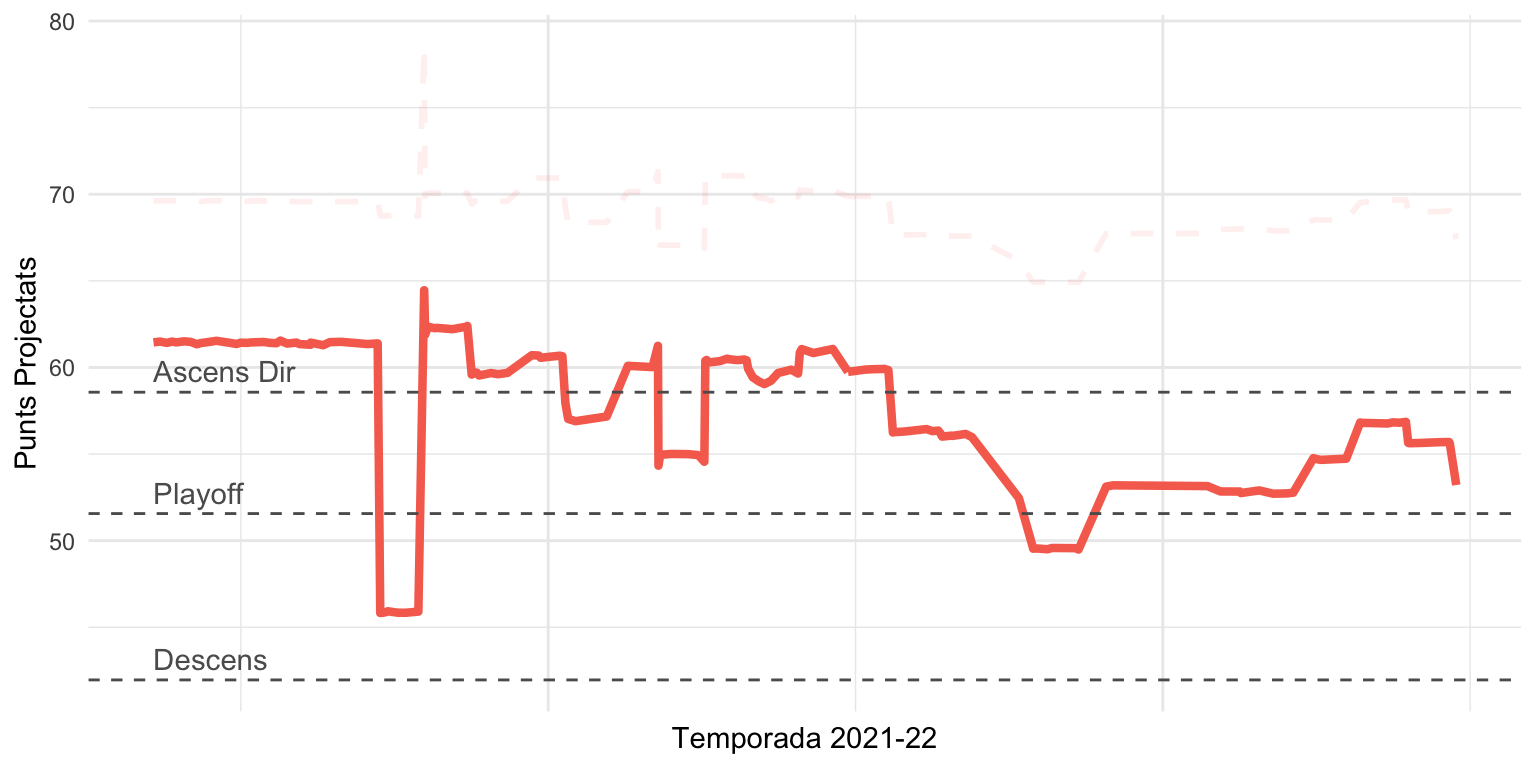 80
70
60
50
Punts Projectats
Ascens Dir
Playoff
Descens
Temporada 2021-22